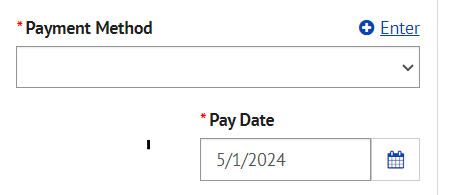 * Payment Method Enter
* Pay Date
5/1/2024